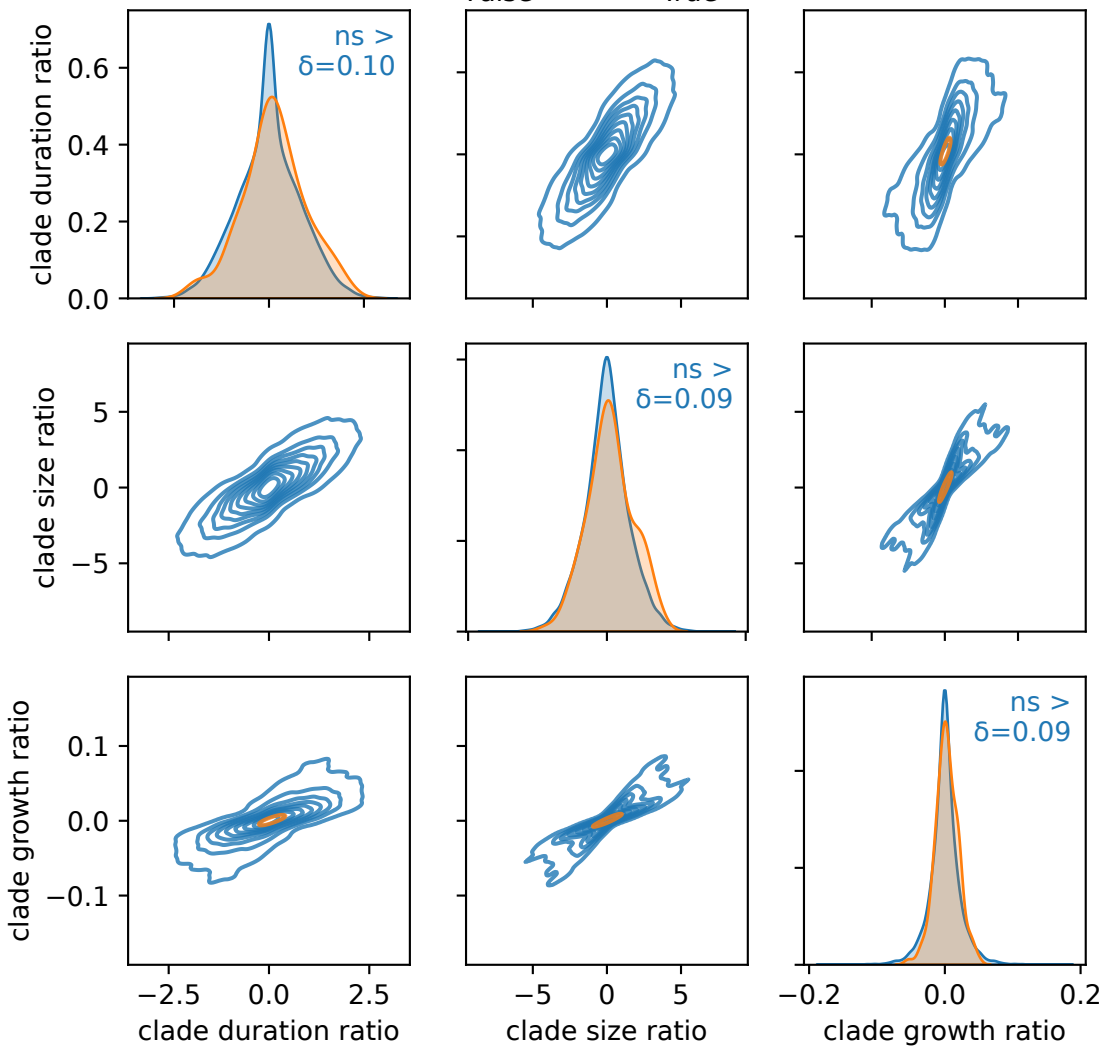 clade duration ratio
0.6
0.4
0.2
0.0
ns >
δ=0.10
clade size ratio
5
0
−5
ns >
δ=0.09
clade growth ratio
0.1
0.0
−0.1
ns >
δ=0.09
−2.5 0.0 2.5
−5 0 5
−0.2 0.0 0.2
clade duration ratio
clade size ratio
clade growth ratio